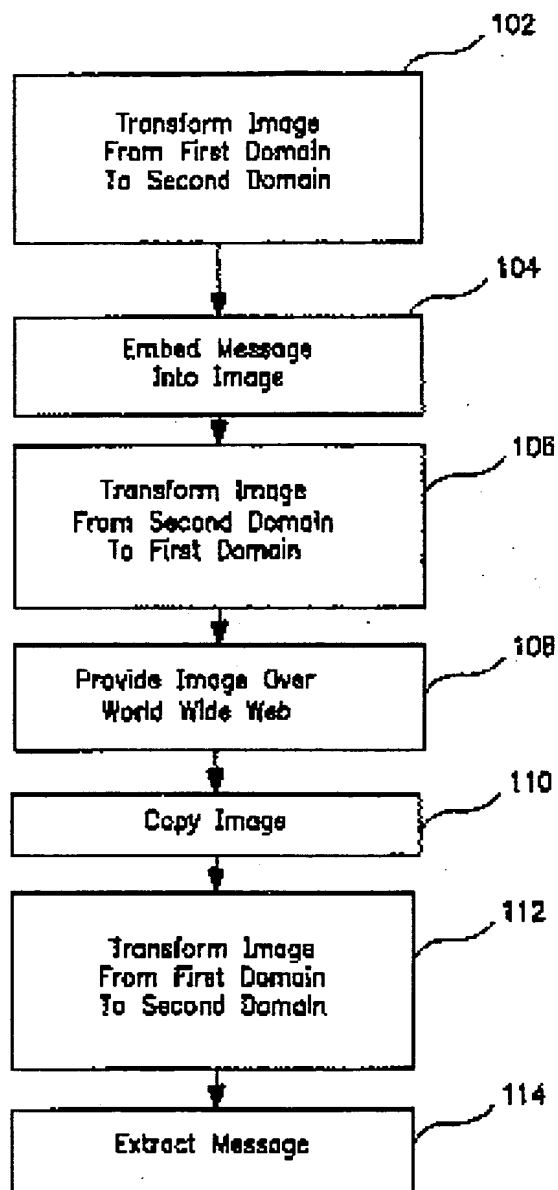 102
Transform Image
From First Domain
To Second Domain
104
Embed Message
Into Image
106
Transform Image
From Second Domain
To First Domain
108
Provide Image Over
World Wide Web
110
Copy Image
112
Transform Image
From First Domain
To Second Domain
114
Extract Message